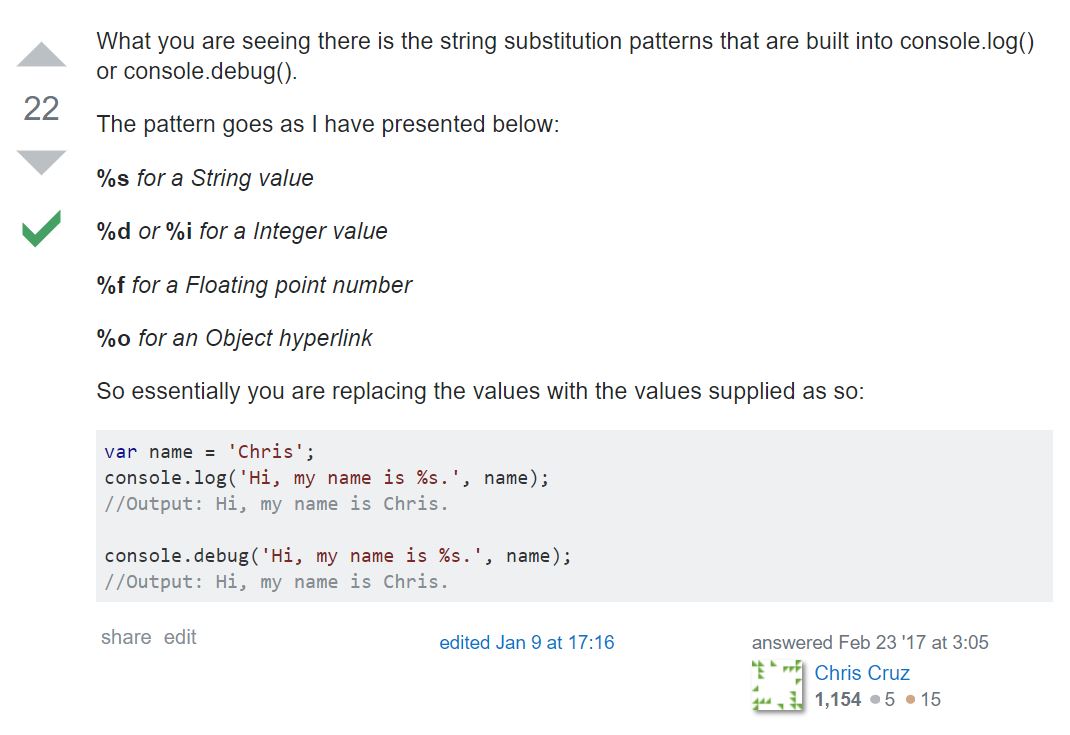 What you are seeing there is the string substitution patterns that are built into console.log()
or console.debug().
22
The pattern goes as I have presented below:
%s for a String value
%d or %i for a Integer value
%f for a Floating point number
%o for an Object hyperlink
So essentially you are replacing the values with the values supplied as so:
var name = 'Chris';
console.log('Hi, my name is %s.', name);
//Output: Hi, my name is Chris.
console.debug('Hi, my name is %s.', name);
//Output: Hi, my name is Chris.
share edit
edited Jan 9 at 17:16
answered Feb 23 '17 at 3:05
Chris Cruz
1,154 5 15